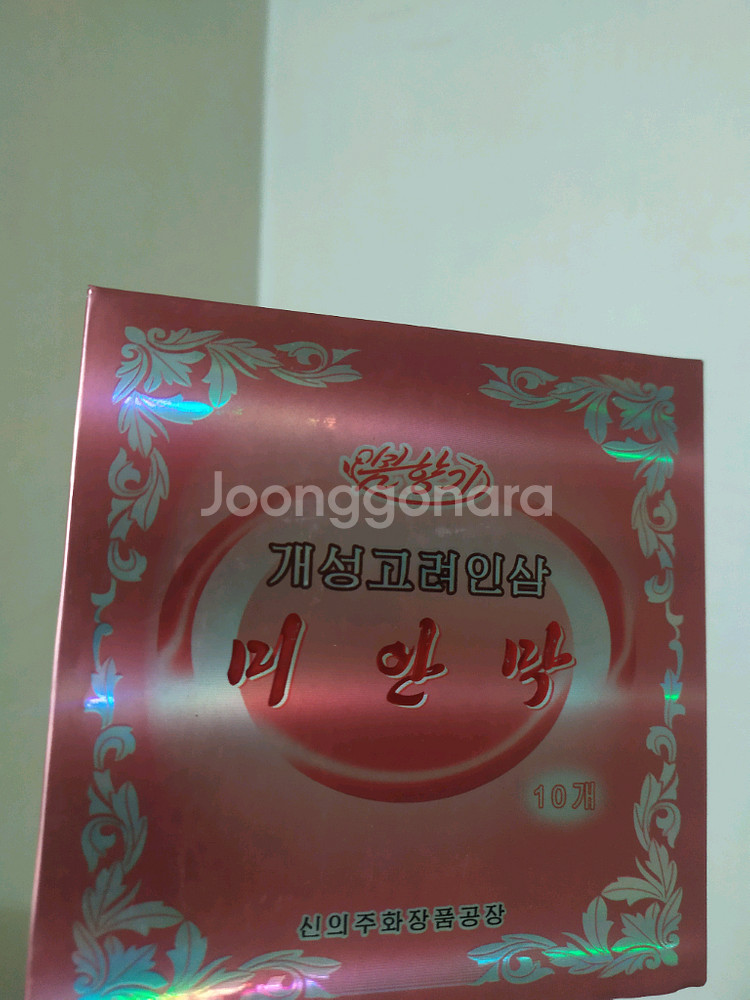 봄향기
Joonggonara
개성고려인삼
미 안 막
10개
신의주화장품공장